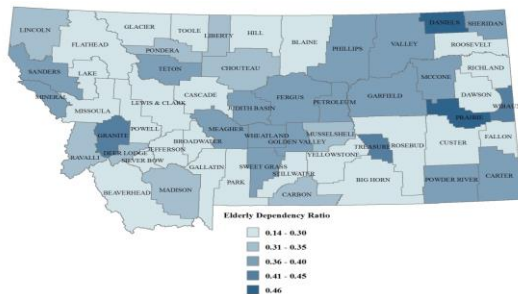 LINCOLN
FLATHEAD
GLACIER
TOOLE
LIBERTY
HILL
BLAINE
PHILLIPS
VALLEY
DANIELS
SHERIDAN
ROOSEVELT
PONDERA
CHOUTEAU
TETON
SANDERS
LAKE
RICHLAND
MCCONE
GARFIELD
DAWSON
MINERAL
CASCADE
FERGUS
PETROLEUM
JUDITH BASIN
LEWIS & CLARK
MISSOULA
WIBAUX
PRAIRIE
POWELL
GRANITE
MEAGHER
WHEATLAND
MUSSELSHELL
GOLDEN VALLEY
TREASURE
ROSEBUD
CUSTER
FALLON
BROADWATER
JEFFERSON
DEER LODGE
SILVER BOW
RAVALLI
GALLATIN
SWEET GRASS
STILLWATER
YELLOWSTONE
BIG HORN
POWDER RIVER
CARTER
PARK
CARBON
MADISON
BEAVERHEAD
Elderly Dependency Ratio
0.14 - 0.30
0.31 - 0.35
0.36 - 0.40
0.41 - 0.45
0.46